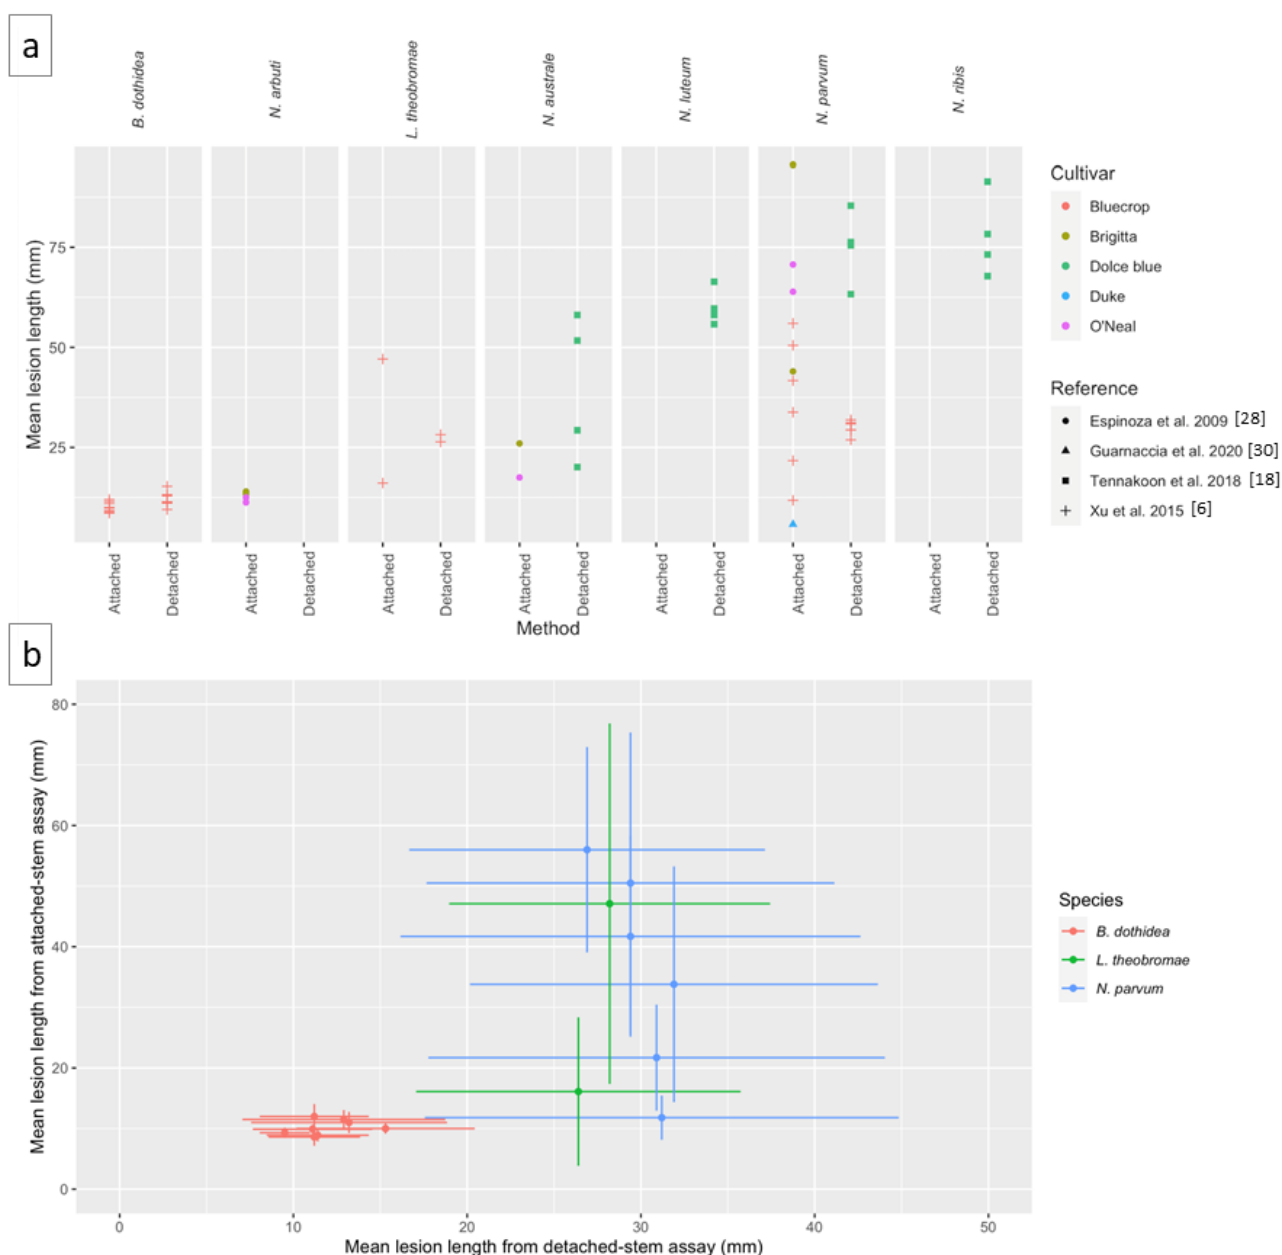 a
B. dothidea
N. arbuti
L. theobromae
N. australe
N. luteum
N. parvum
N. ribis
Mean lesion length (mm)
75
50
25
Attached
Detached
Attached
Detached
Attached
Detached
Attached
Detached
Attached
Detached
Attached
Detached
Attached
Detached
Method
Cultivar
Bluecrop
Brigitta
Dolce blue
Duke
O'Neal
Reference
Espinoza et al. 2009 [28]
Guarnaccia et al. 2020 [30]
Tennakoon et al. 2018 [18]
Xu et al. 2015 [6]
b
Mean lesion length from attached-stem assay (mm)
80
60
40
20
0
0
10
20
30
40
50
Mean lesion length from detached-stem assay (mm)
Species
B. dothidea
L. theobromae
N. parvum